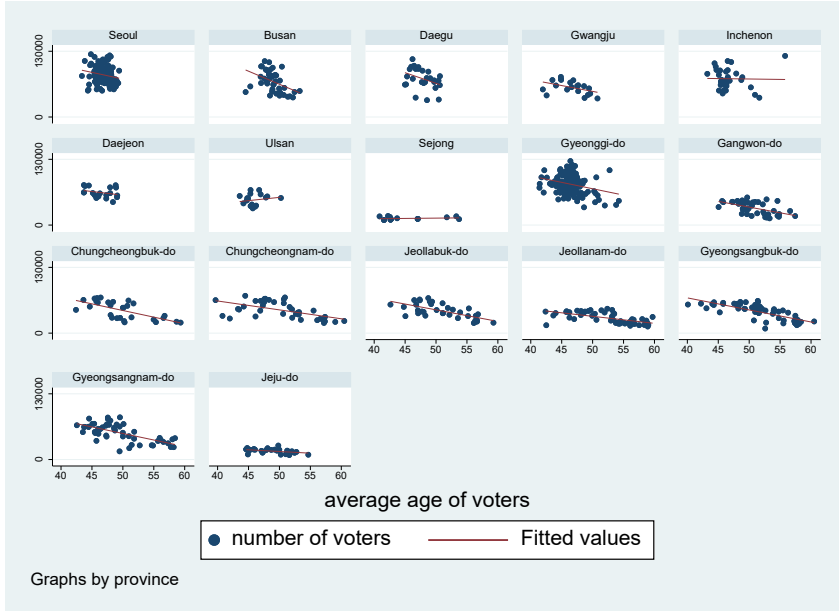 Seoul Busan Daegu Gwangju Inchenon
130000
0
Daejeon Ulsan Sejong Gyeonggi-do Gangwon-do
130000
0
Chungcheongbuk-do Chungcheongnam-do Jeollabuk-do Jeollanam-do Gyeongsangbuk-do
130000
0
40 45 50 55 60 40 45 50 55 60 40 45 50 55 60
Gyeongsangnam-do Jeju-do
130000
0
40 45 50 55 60 40 45 50 55 60
average age of voters
number of voters Fitted values
Graphs by province